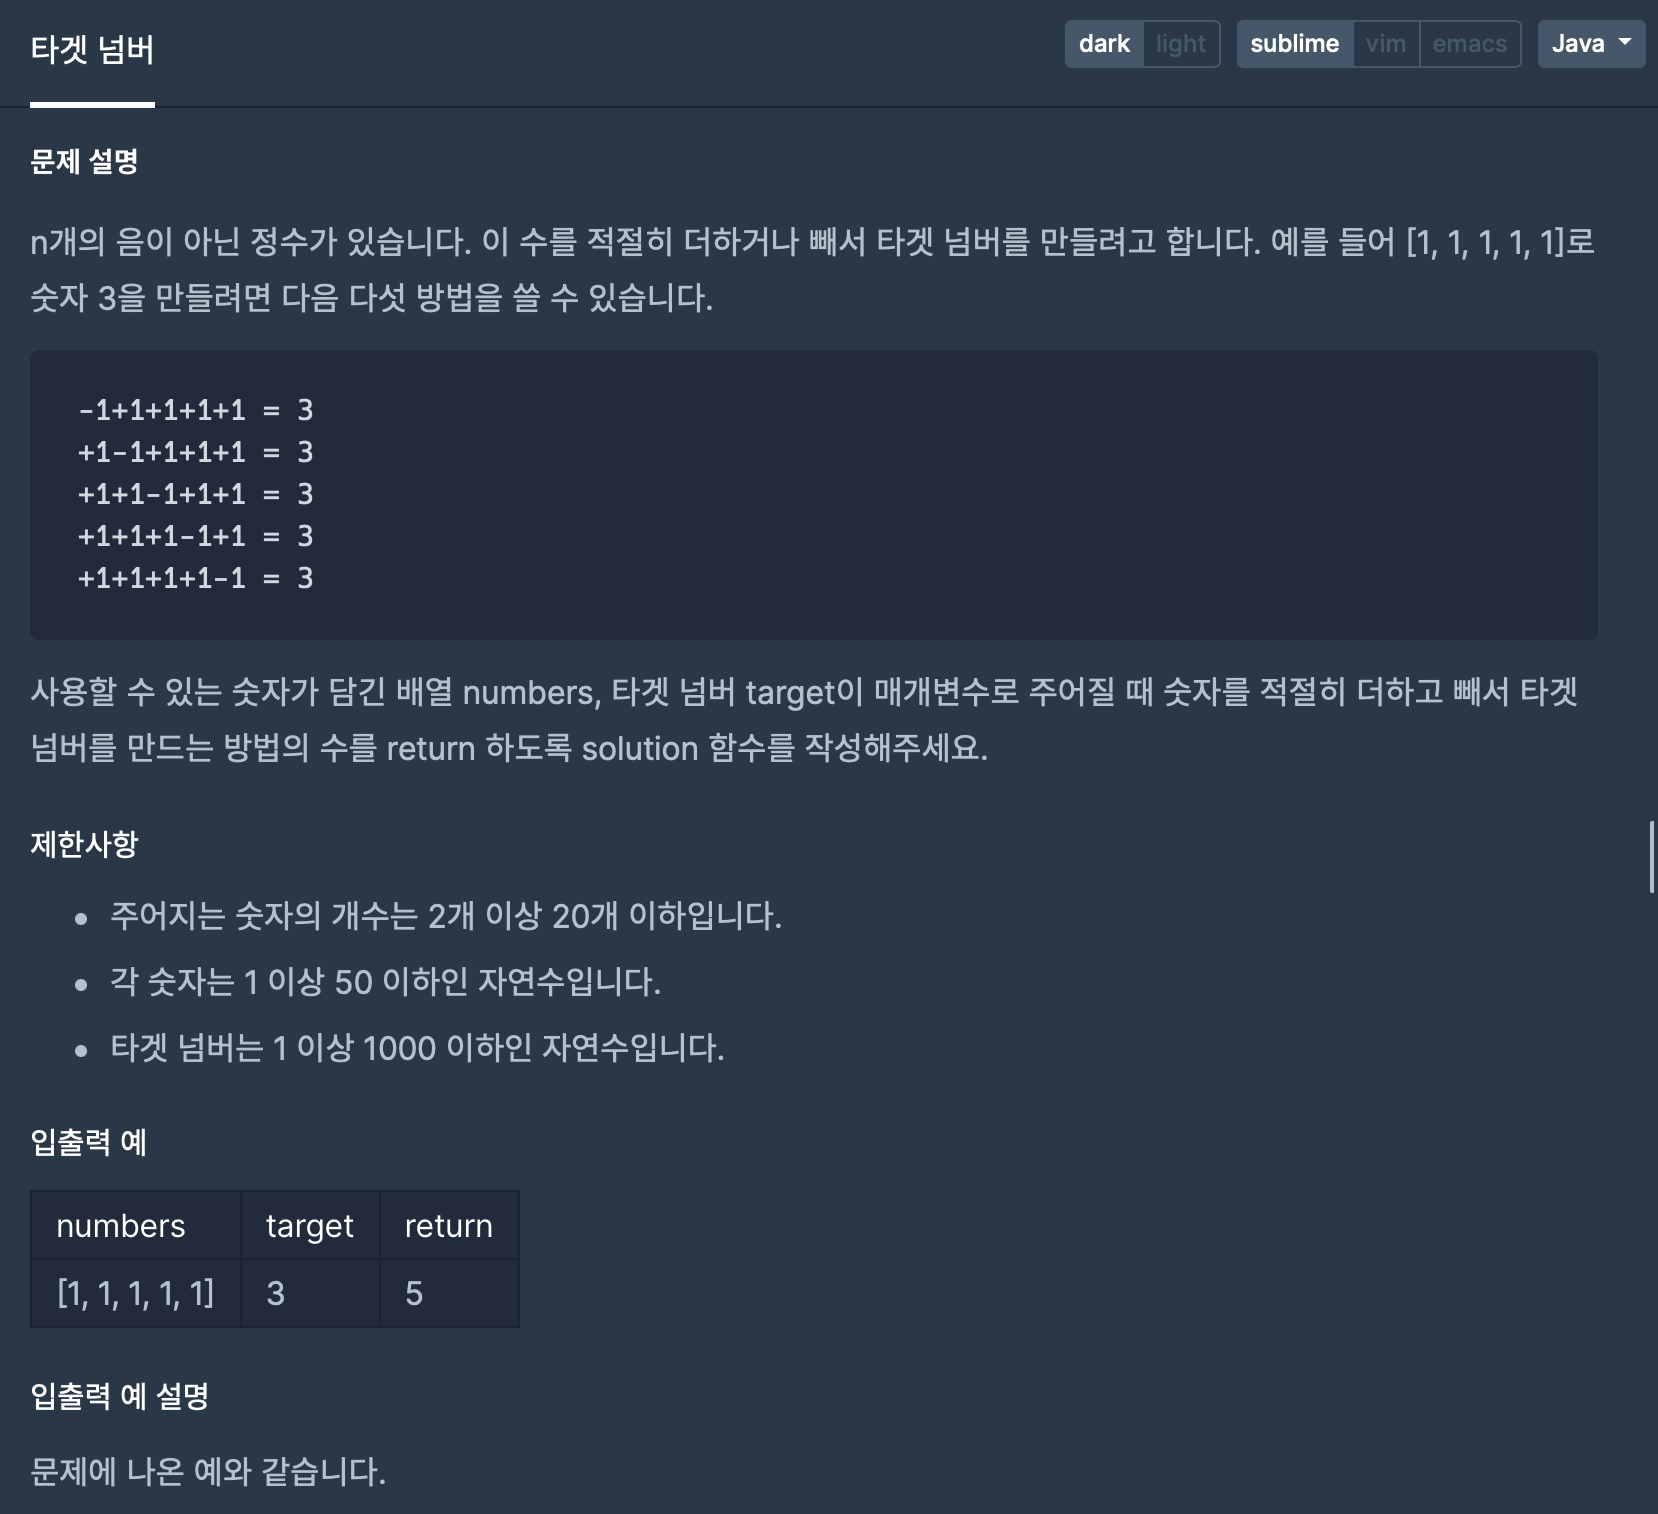 타겟 넘버
dark light sublime vim emacs Java
문제 설명
n개의 음이 아닌 정수가 있습니다. 이 수를 적절히 더하거나 빼서 타겟 넘버를 만들려고 합니다. 예를 들어 [1, 1, 1, 1, 1]로
숫자 3을 만들려면 다음 다섯 방법을 쓸 수 있습니다.
-1+1+1+1+1 = 3
+1-1+1+1+1 = 3
+1+1-1+1+1 = 3
+1+1+1-1+1 = 3
+1+1+1+1-1 = 3
사용할 수 있는 숫자가 담긴 배열 numbers, 타겟 넘버 target이 매개변수로 주어질 때 숫자를 적절히 더하고 빼서 타겟
넘버를 만드는 방법의 수를 return 하도록 solution 함수를 작성해주세요.
제한사항
● 주어지는 숫자의 개수는 2개 이상 20개 이하입니다.
● 각 숫자는 1 이상 50 이하인 자연수입니다.
● 타겟 넘버는 1 이상 1000 이하인 자연수입니다.
입출력 예
numbers target return
[1, 1, 1, 1, 1] 3 5
입출력 예 설명
문제에 나온 예와 같습니다.